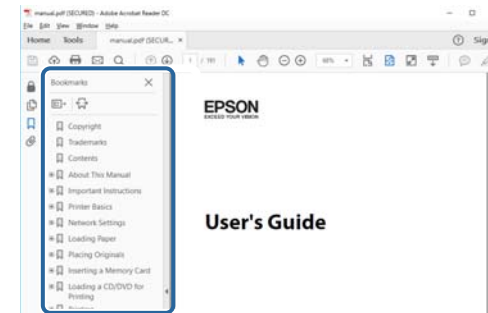 manual.pdf (SECURED) - Adobe Acrobat Reader DC
File Edit View Window Help
Home Tools manual.pdf (SECUR... ×
Bookmarks
Copyright
Trademarks
Contents
About This Manual
Important Instructions
Printer Basics
Network Settings
Loading Paper
Placing Originals
Inserting a Memory Card
Loading a CD/DVD for
Printing
EPSON
EXCEED YOUR VISION
User's Guide